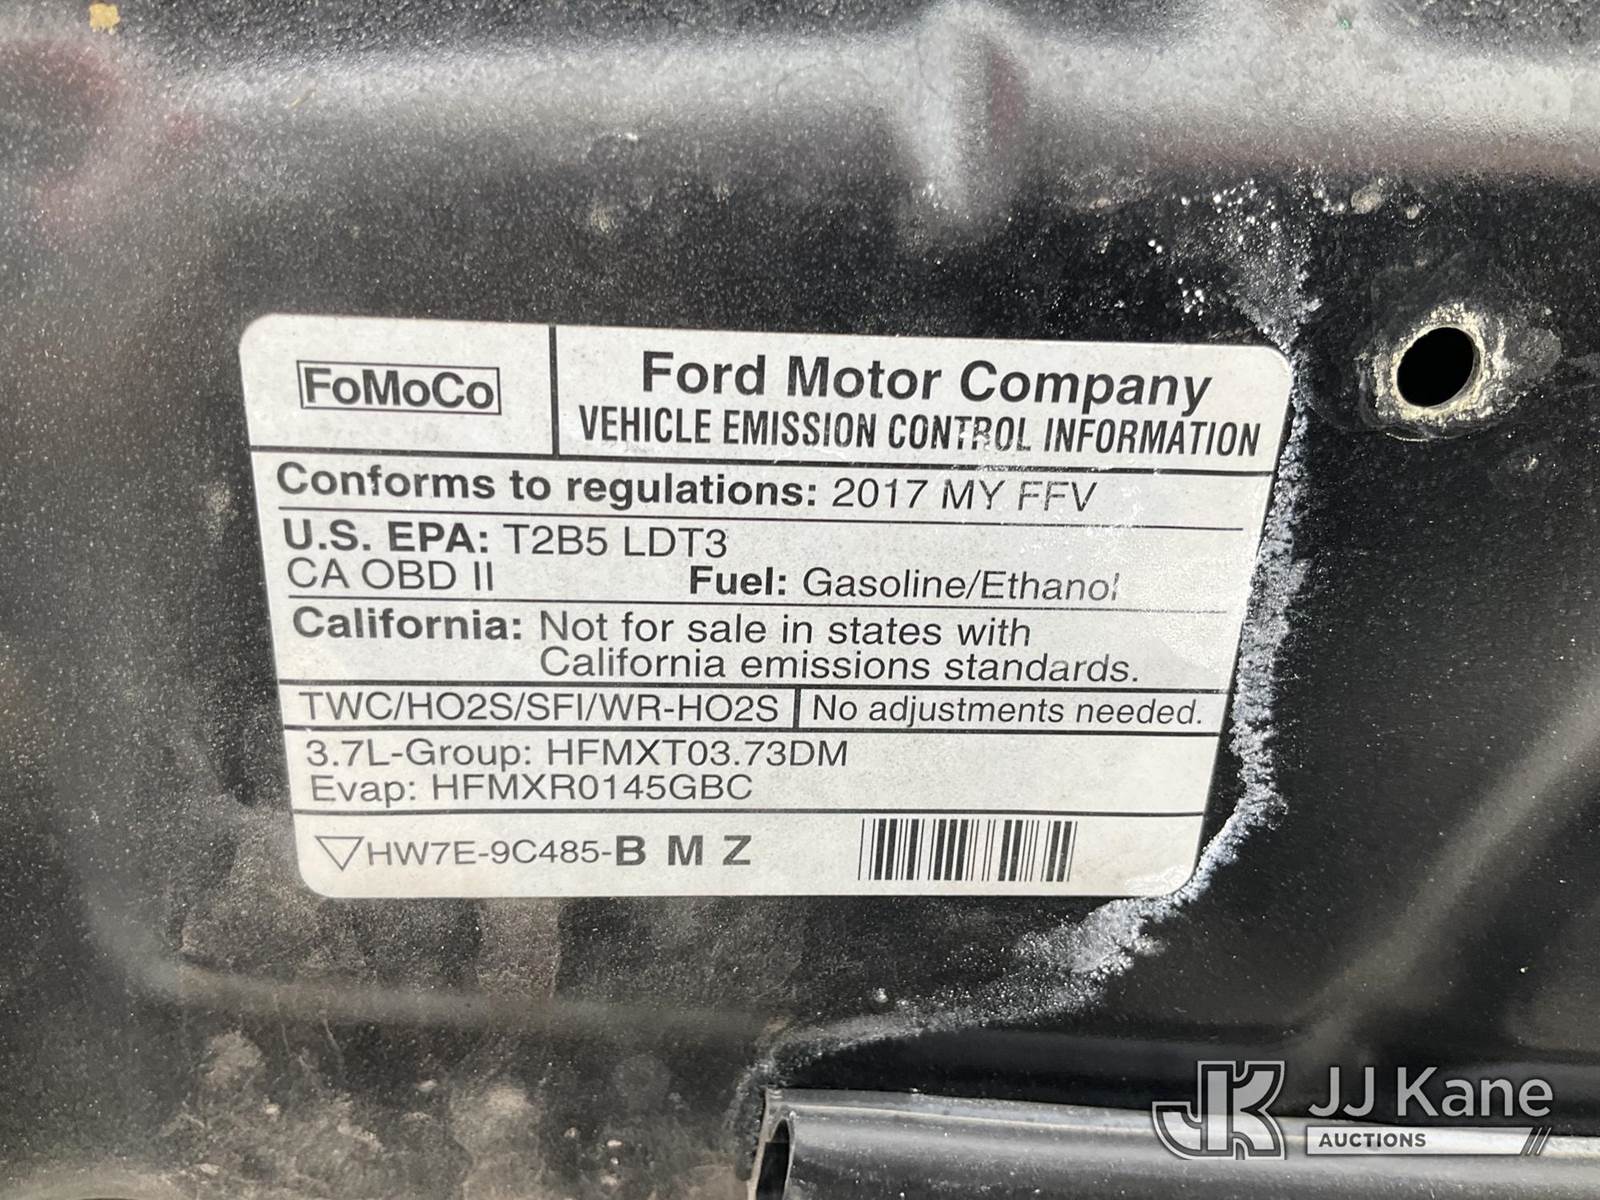 FoMoCo
Ford Motor Company
VEHICLE EMISSION CONTROL INFORMATION
Conforms to regulations: 2017 MY FFV
U.S. EPA: T2B5 LDT3
CA OBD II Fuel: Gasoline/Ethanol
California: Not for sale in states with
California emissions standards.
TWC/HO2S/SFI/WR-HO2S No adjustments needed.
3.7L-Group: HFMXT03.73DM
Evap: HFMXR0145GBC
HW7E-9C485-B M Z
JK JJ Kane
AUCTIONS